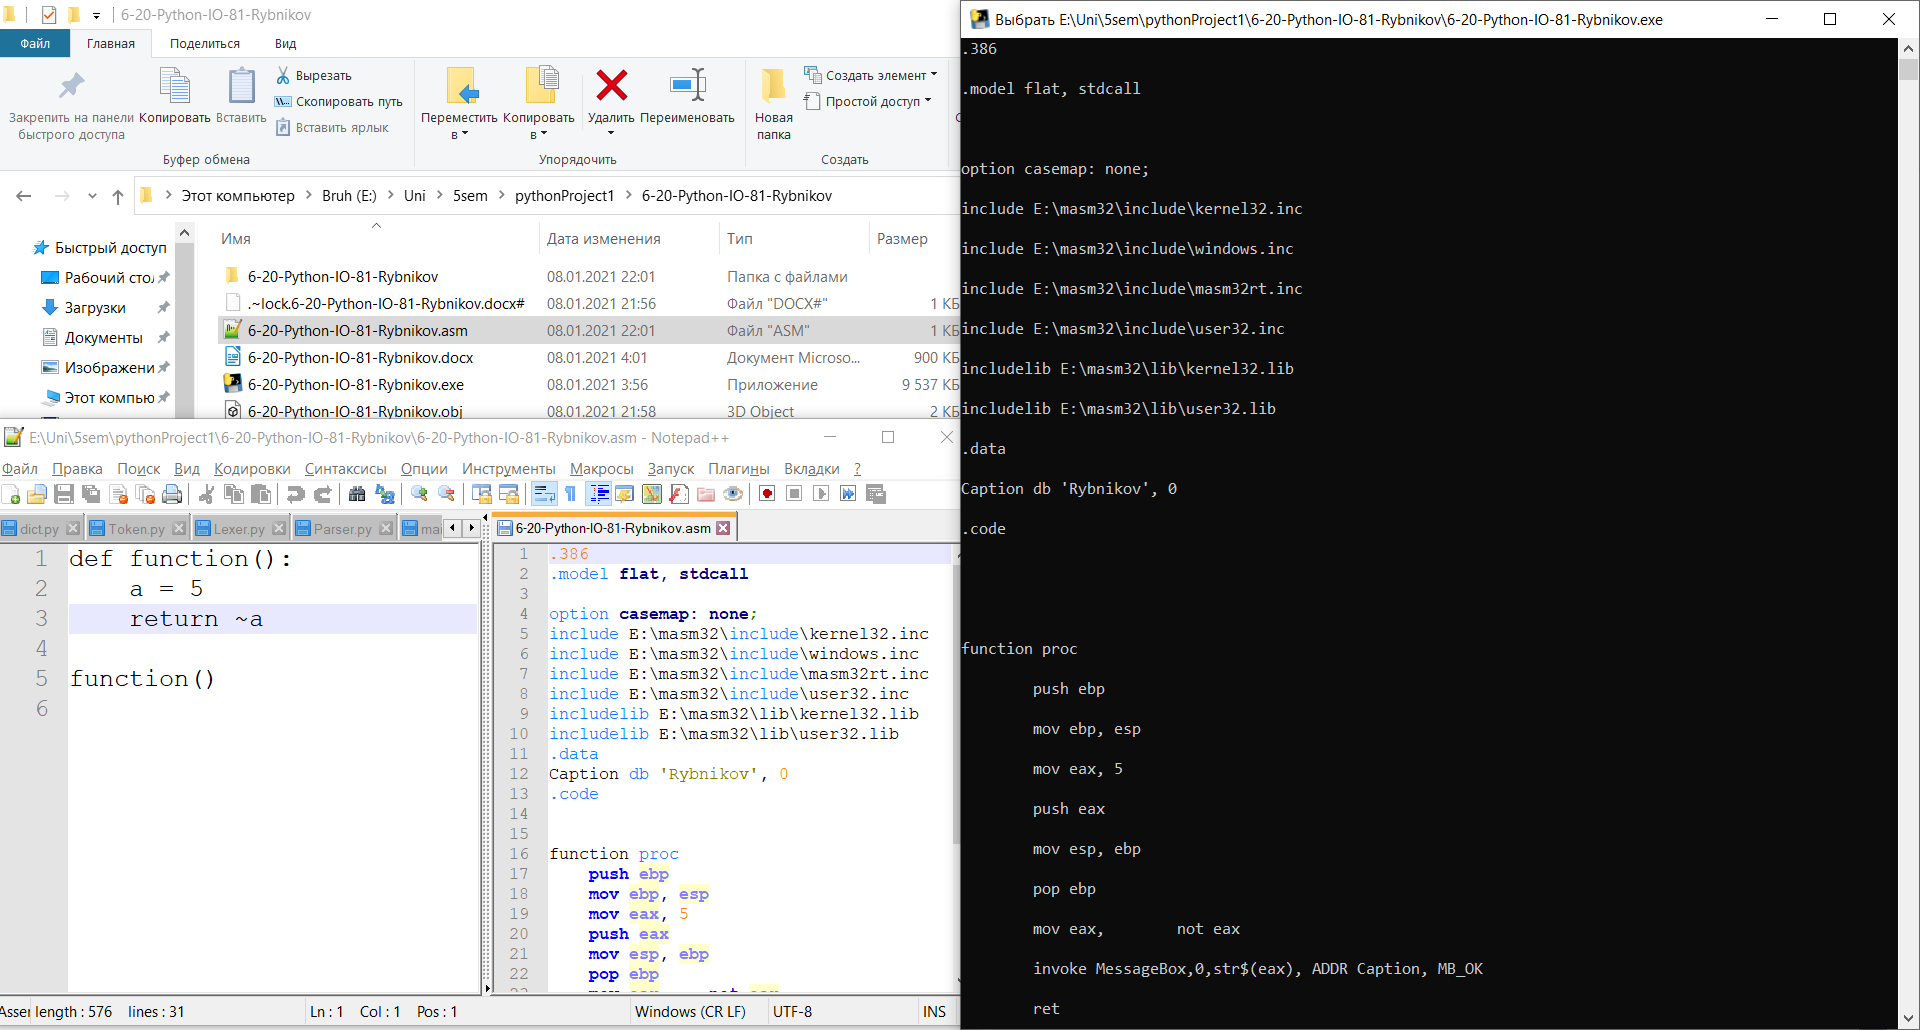 6-20-Python-IO-81-Rybnikov
Файл Главная Поделиться Вид
Закрепить на панели быстрого доступа
Копировать
Вставить
Вырезать
Скопировать путь
Вставить ярлык
Буфер обмена
Переместить в
Копировать в
Удалить
Переименовать
Упорядочить
Новая папка
Создать элемент
Простой доступ
Создать
Этот компьютер > Bruh (E:) > Uni > 5sem > pythonProject1 > 6-20-Python-IO-81-Rybnikov
Быстрый доступ
Рабочий сто.
Загрузки
Документы
Изображени
Этот компью
Имя Дата изменения Тип Размер
6-20-Python-IO-81-Rybnikov 08.01.2021 22:01 Папка с файлами
.~lock.6-20-Python-IO-81-Rybnikov.docx# 08.01.2021 21:56 Файл "DOCX#" 1 КБ
6-20-Python-IO-81-Rybnikov.asm 08.01.2021 22:01 Файл "ASM" 1 КБ
6-20-Python-IO-81-Rybnikov.docx 08.01.2021 4:01 Документ Microso... 900 КБ
6-20-Python-IO-81-Rybnikov.exe 08.01.2021 3:56 Приложение 9 537 КБ
6-20-Python-IO-81-Rybnikov.obj 08.01.2021 21:58 3D Object 2 КБ
E:\Uni\5sem\pythonProject1\6-20-Python-IO-81-Rybnikov\6-20-Python-IO-81-Rybnikov.asm - Notepad++
Файл Правка Поиск Вид Кодировки Синтаксисы Опции Инструменты Макросы Запуск Плагины Вкладки ?
dict.py Token.py Lexer.py Parser.py mai
1 def function():
2     a = 5
3     return ~a
4
5 function()
6
6-20-Python-IO-81-Rybnikov.asm
1 .386
2 .model flat, stdcall
3
4 option casemap: none;
5 include E:\masm32\include\kernel32.inc
6 include E:\masm32\include\windows.inc
7 include E:\masm32\include\masm32rt.inc
8 include E:\masm32\include\user32.inc
9 includelib E:\masm32\lib\kernel32.lib
10 includelib E:\masm32\lib\user32.lib
11 .data
12 Caption db 'Rybnikov', 0
13 .code
14
15
16 function proc
17     push ebp
18     mov ebp, esp
19     mov eax, 5
20     push eax
21     mov esp, ebp
22     pop ebp
Asser length : 576 lines : 31 Ln : 1 Col : 1 Pos : 1 Windows (CR LF) UTF-8 INS
Выбрать E:\Uni\5sem\pythonProject1\6-20-Python-IO-81-Rybnikov\6-20-Python-IO-81-Rybnikov.exe
.386
.model flat, stdcall
option casemap: none;
include E:\masm32\include\kernel32.inc
include E:\masm32\include\windows.inc
include E:\masm32\include\masm32rt.inc
include E:\masm32\include\user32.inc
includelib E:\masm32\lib\kernel32.lib
includelib E:\masm32\lib\user32.lib
.data
Caption db 'Rybnikov', 0
.code
function proc
        push ebp
        mov ebp, esp
        mov eax, 5
        push eax
        mov esp, ebp
        pop ebp
        mov eax,        not eax
        invoke MessageBox,0,str$(eax), ADDR Caption, MB_OK
        ret